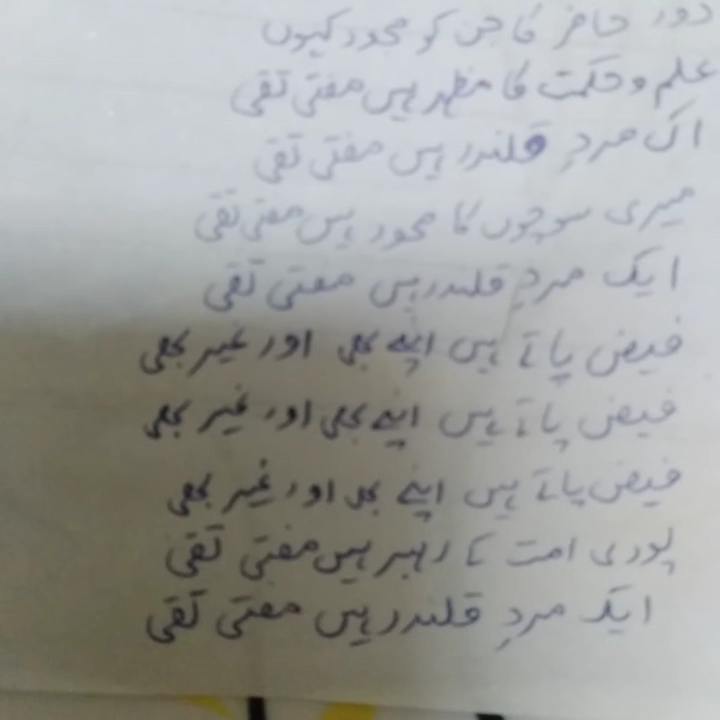 دور حاضر کا جن کو محور کہوں
علم و حکمت کا مظہر ہیں مفتی تقی
اک مردِ قلندر ہیں مفتی تقی
میری سوچوں کا محور ہیں مفتی تقی
ایک مردِ قلندر ہیں مفتی تقی
فیض پاتے ہیں اپنے بھی اور غیر بھی
فیض پاتے ہیں اپنے بھی اور غیر بھی
فیض پاتے ہیں اپنے بھی اور غیر بھی
پوری امت کے رہبر ہیں مفتی تقی
ایک مردِ قلندر ہیں مفتی تقی